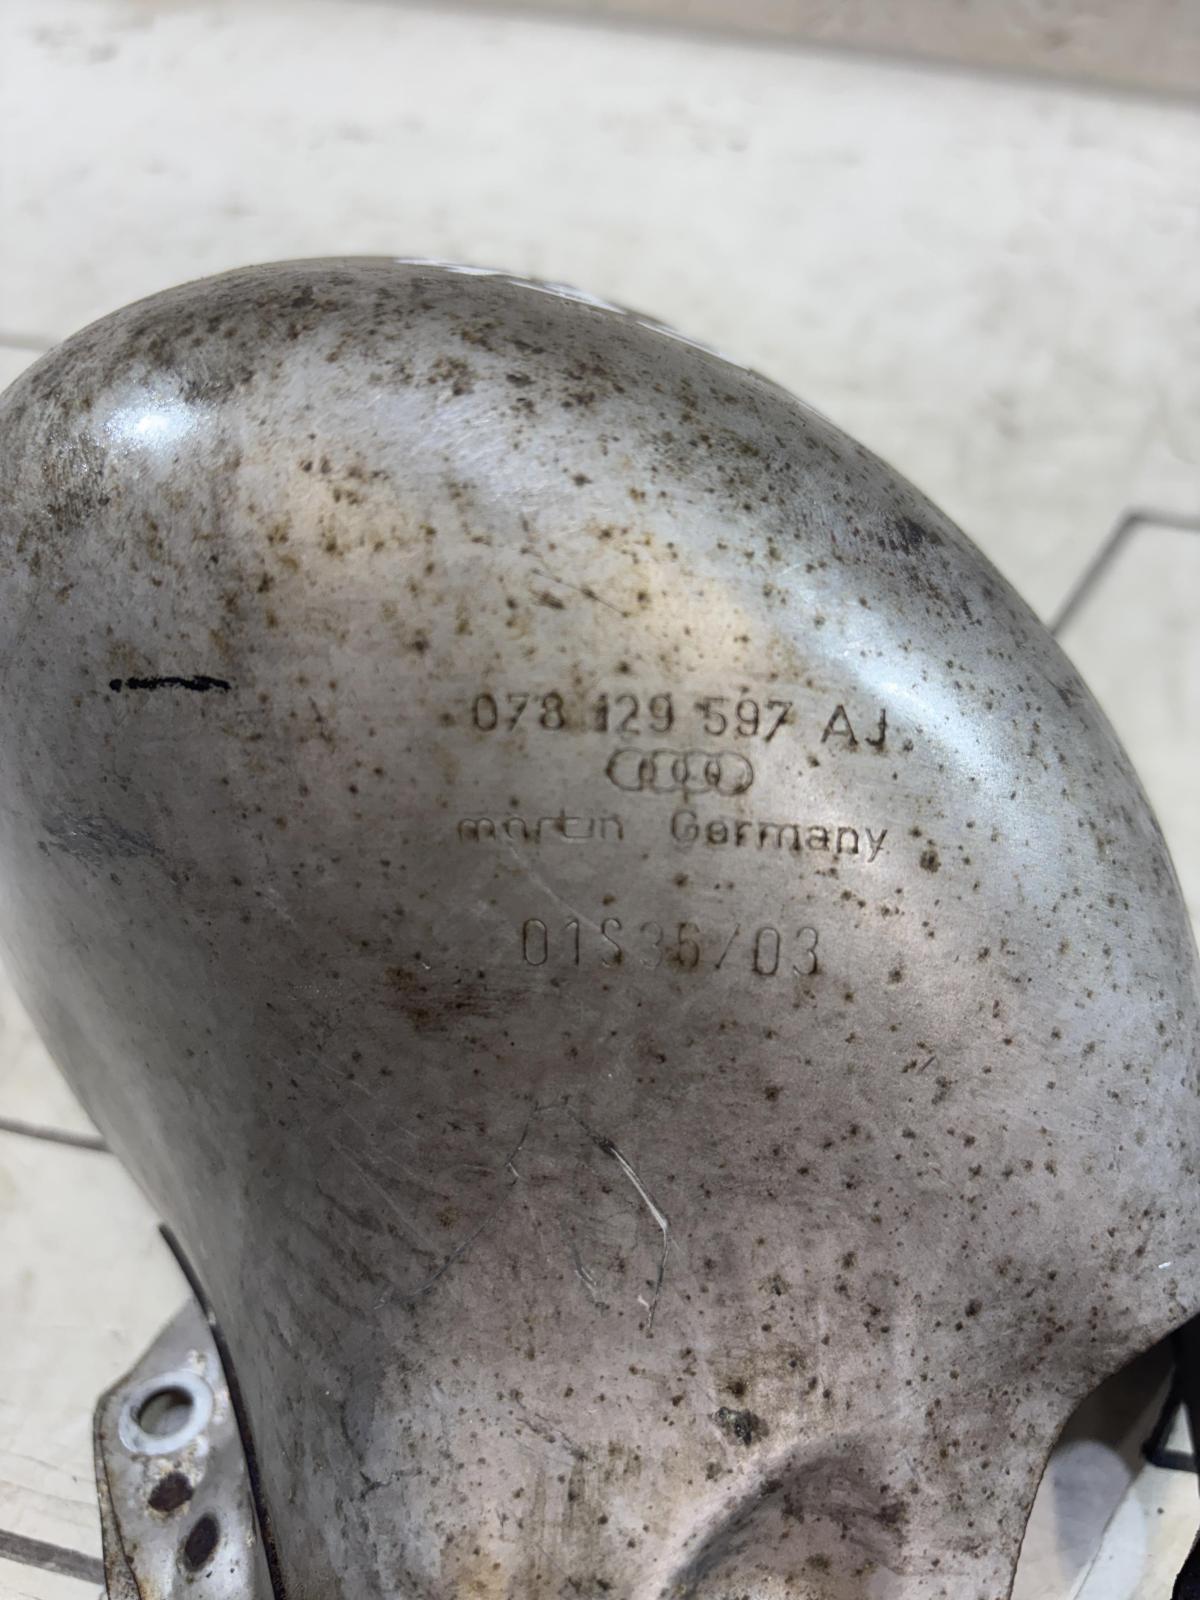 078 129 597 AJ
martin Germany
01S36/03